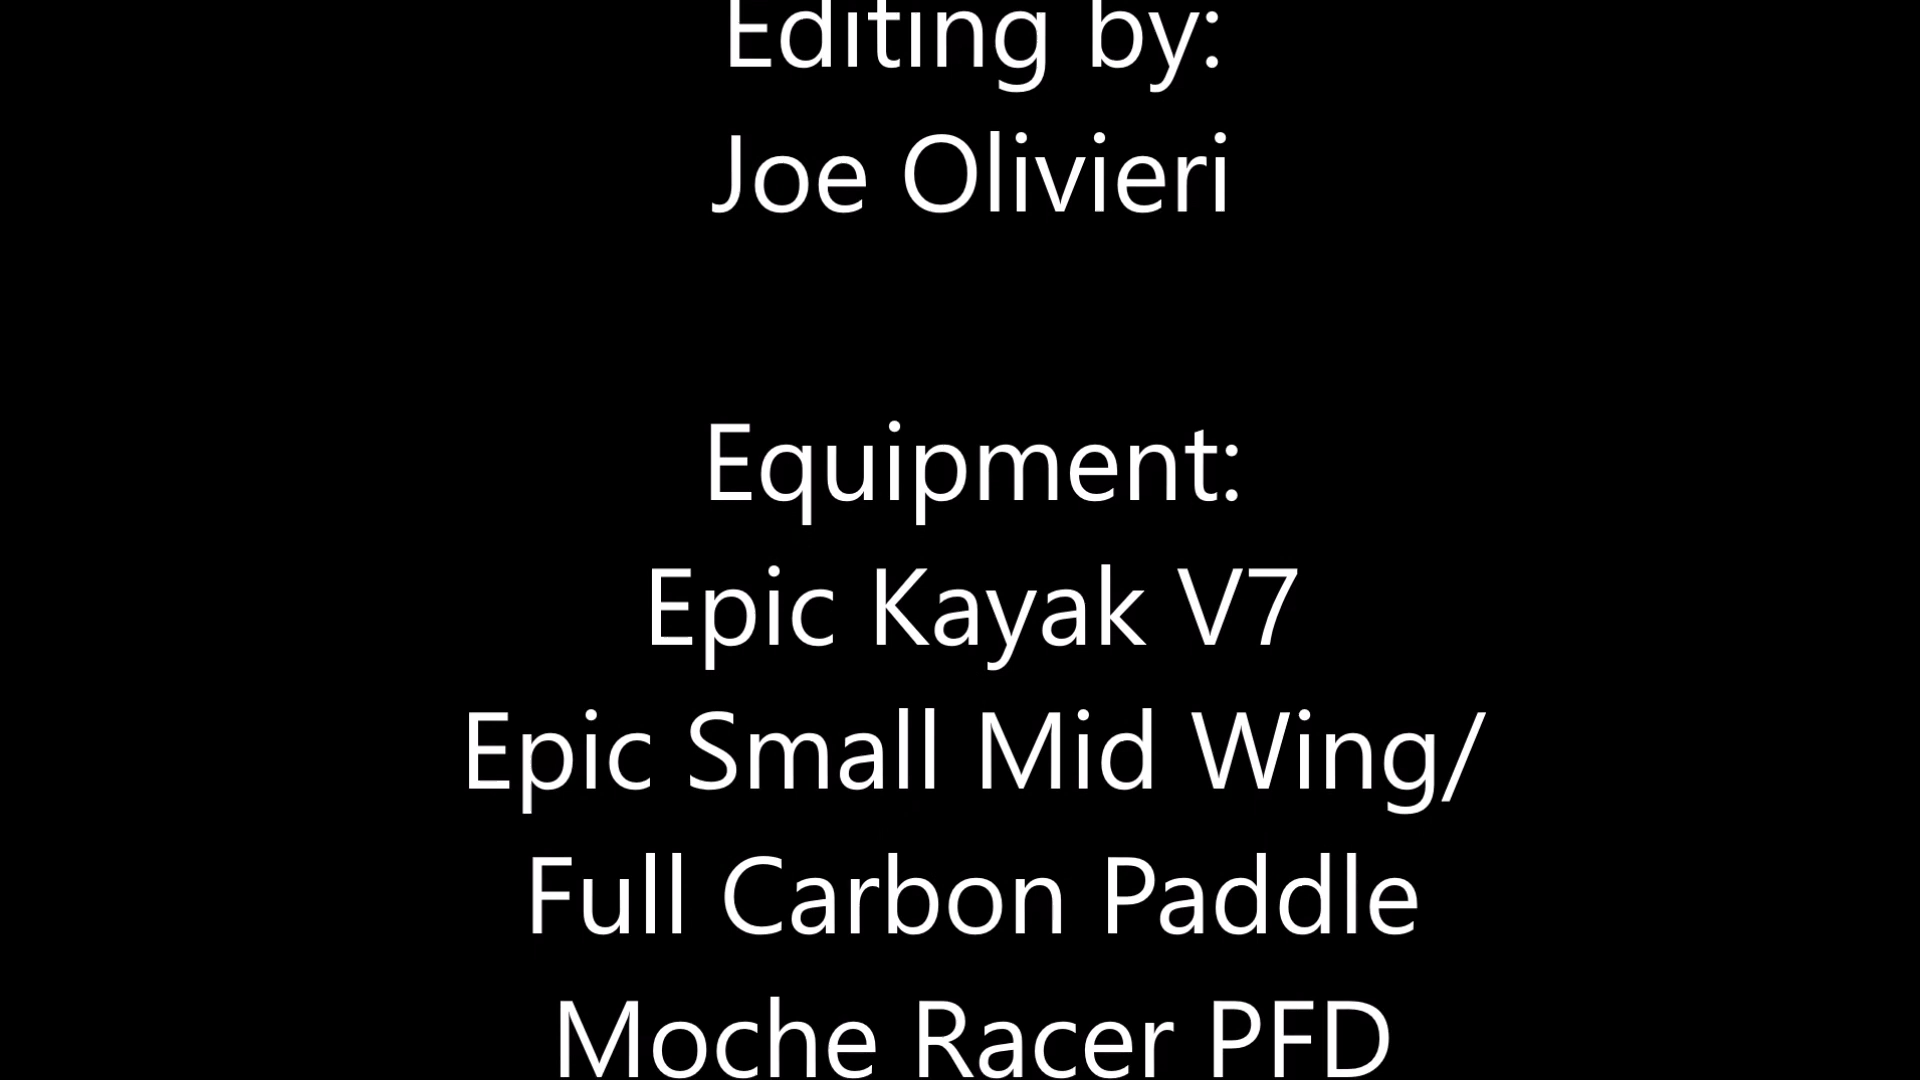 Editing by:
Joe Olivieri
Equipment:
Epic Kayak V7
Epic Small Mid Wing/
Full Carbon Paddle
Moche Racer PFD